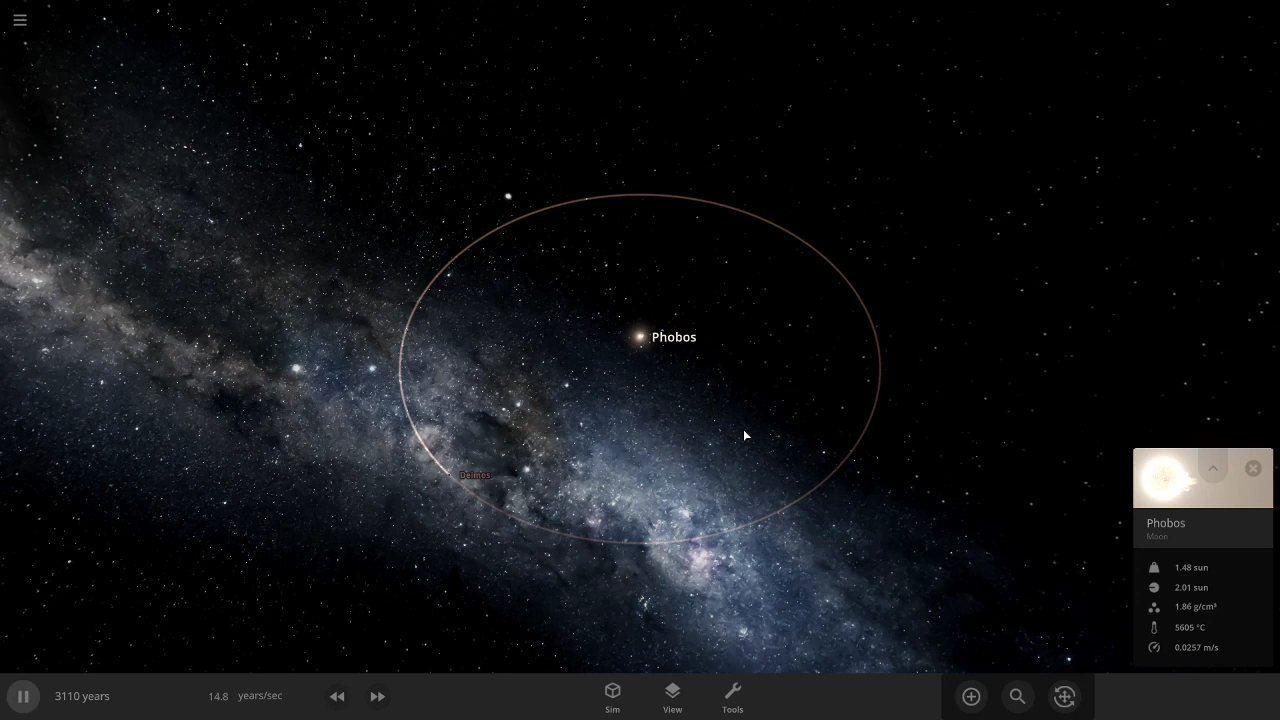 Phobos
Deimos
Phobos
Moon
1.48 sun
2.01 sun
1.86 g/cm³
5605 °C
0.0257 m/s
3110 years
14.8 years/sec
Sim
View
Tools